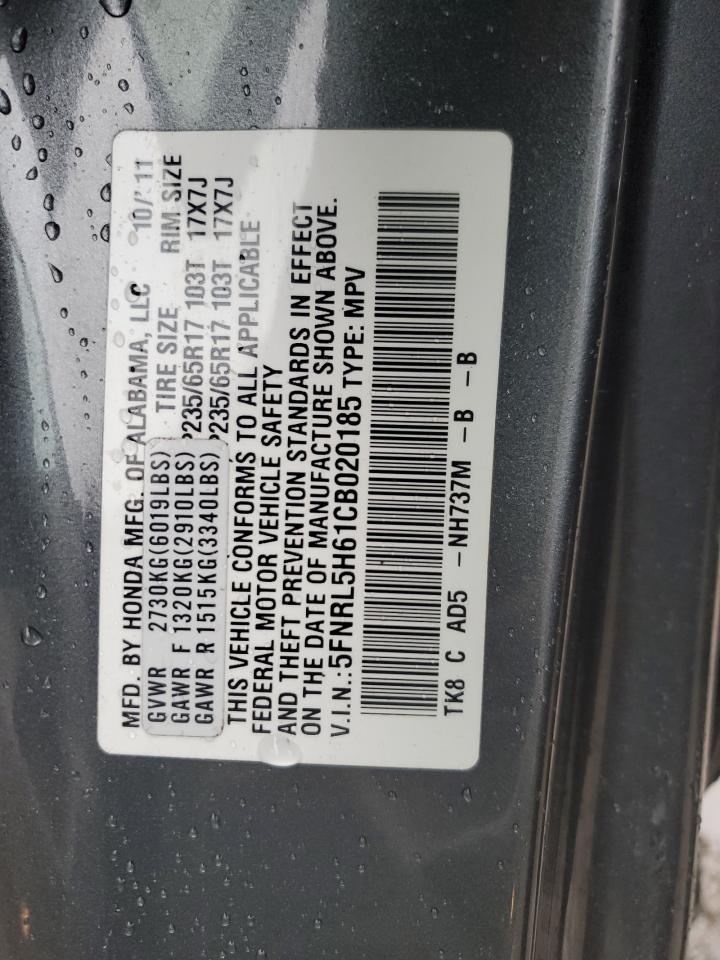 MFD. BY HONDA MFG. OF ALABAMA, LLC 10/'11
GVWR 2730KG(6019LBS) TIRE SIZE RIM SIZE
GAWR F 1320KG(2910LBS) P235/65R17 103T 17X7J
GAWR R 1515KG(3340LBS) P235/65R17 103T 17X7J
THIS VEHICLE CONFORMS TO ALL APPLICABLE
FEDERAL MOTOR VEHICLE SAFETY
AND THEFT PREVENTION STANDARDS IN EFFECT
ON THE DATE OF MANUFACTURE SHOWN ABOVE.
V.I.N.:5FNRL5H61CB020185 TYPE: MPV
TK8 C AD5 -NH737M -B -B